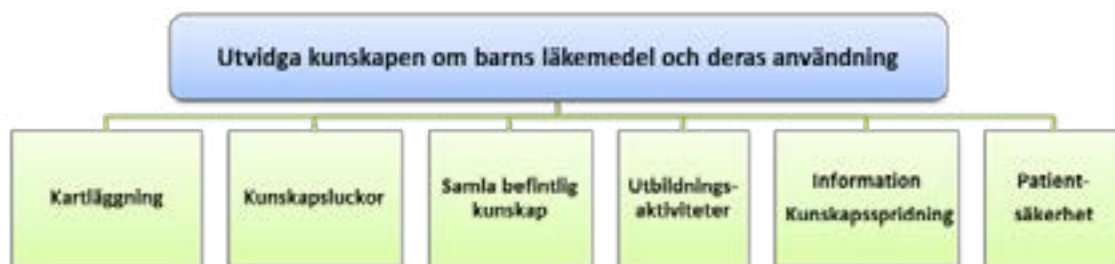 Utvidga kunskapen om barns läkemedel och deras användning
Kartläggning
Kunskapsluckor
Samla befintlig
kunskap
Utbildnings-
aktiviteter
Information
Kunskapsspridning
Patient-
säkerhet